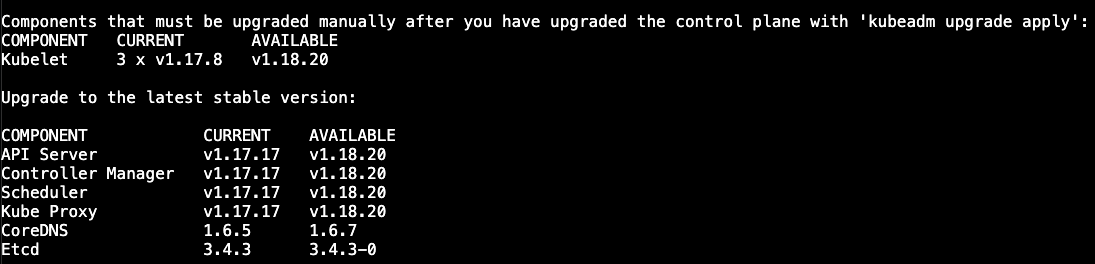 Components that must be upgraded manually after you have upgraded the control plane with 'kubeadm upgrade apply':
COMPONENT   CURRENT       AVAILABLE
Kubelet     3 x v1.17.8   v1.18.20

Upgrade to the latest stable version:

COMPONENT            CURRENT    AVAILABLE
API Server           v1.17.17   v1.18.20
Controller Manager   v1.17.17   v1.18.20
Scheduler            v1.17.17   v1.18.20
Kube Proxy           v1.17.17   v1.18.20
CoreDNS              1.6.5      1.6.7
Etcd                 3.4.3      3.4.3-0